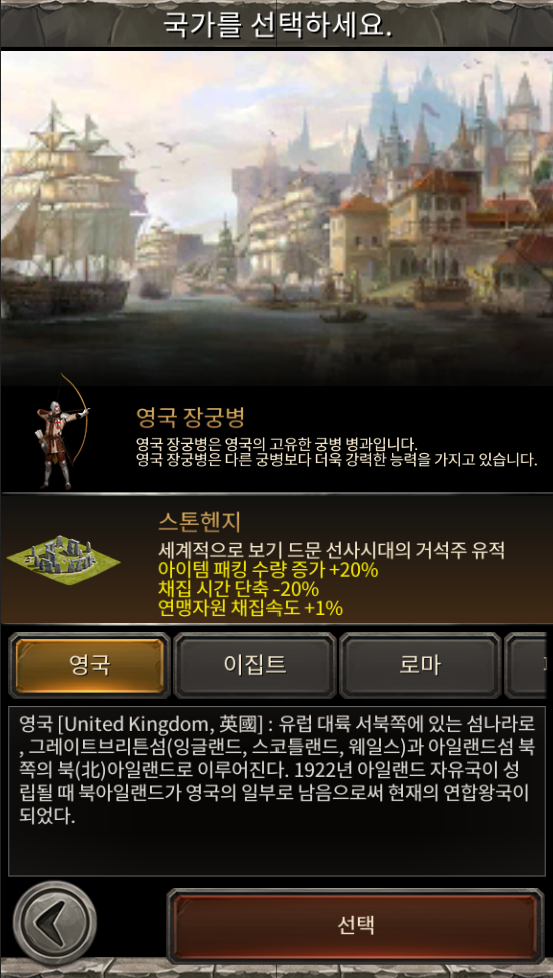 국가를 선택하세요.
영국 장궁병
영국 장궁병은 영국의 고유한 궁병 병과입니다.
영국 장궁병은 다른 궁병보다 더욱 강력한 능력을 가지고 있습니다.
스톤헨지
세계적으로 보기 드문 선사시대의 거석주 유적
아이템 패킹 수량 증가 +20%
채집 시간 단축 -20%
연맹자원 채집속도 +1%
영국 이집트 로마
영국 [United Kingdom, 英國] : 유럽 대륙 서북쪽에 있는 섬나라로
, 그레이트브리튼섬(잉글랜드, 스코틀랜드, 웨일스)과 아일랜드섬 북
쪽의 북(北)아일랜드로 이루어진다. 1922년 아일랜드 자유국이 성
립될 때 북아일랜드가 영국의 일부로 남음으로써 현재의 연합왕국이
되었다.
선택